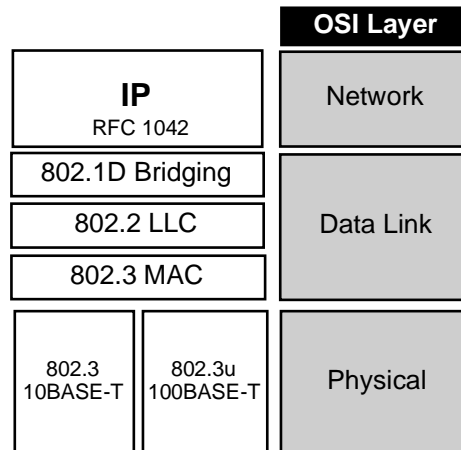 OSI Layer
IP
RFC 1042
Network
802.1D Bridging
802.2 LLC
802.3 MAC
Data Link
802.3
10BASE-T
802.3u
100BASE-T
Physical